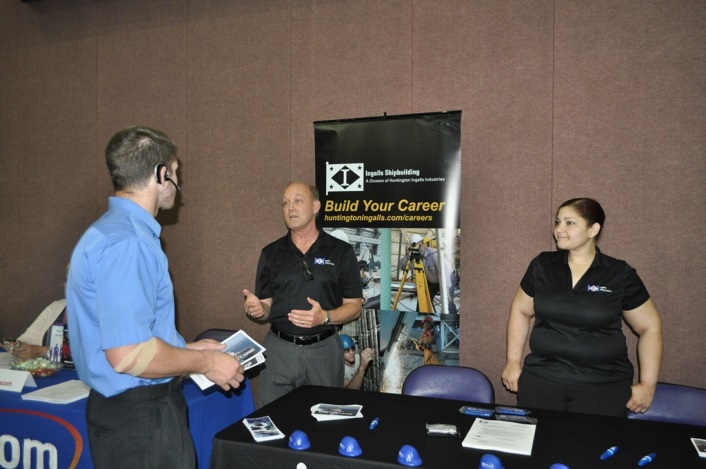 I
Ingalls Shipbuilding
A Division of Huntington Ingalls Industries
Build Your Career
huntingtoningalls.com/careers
om